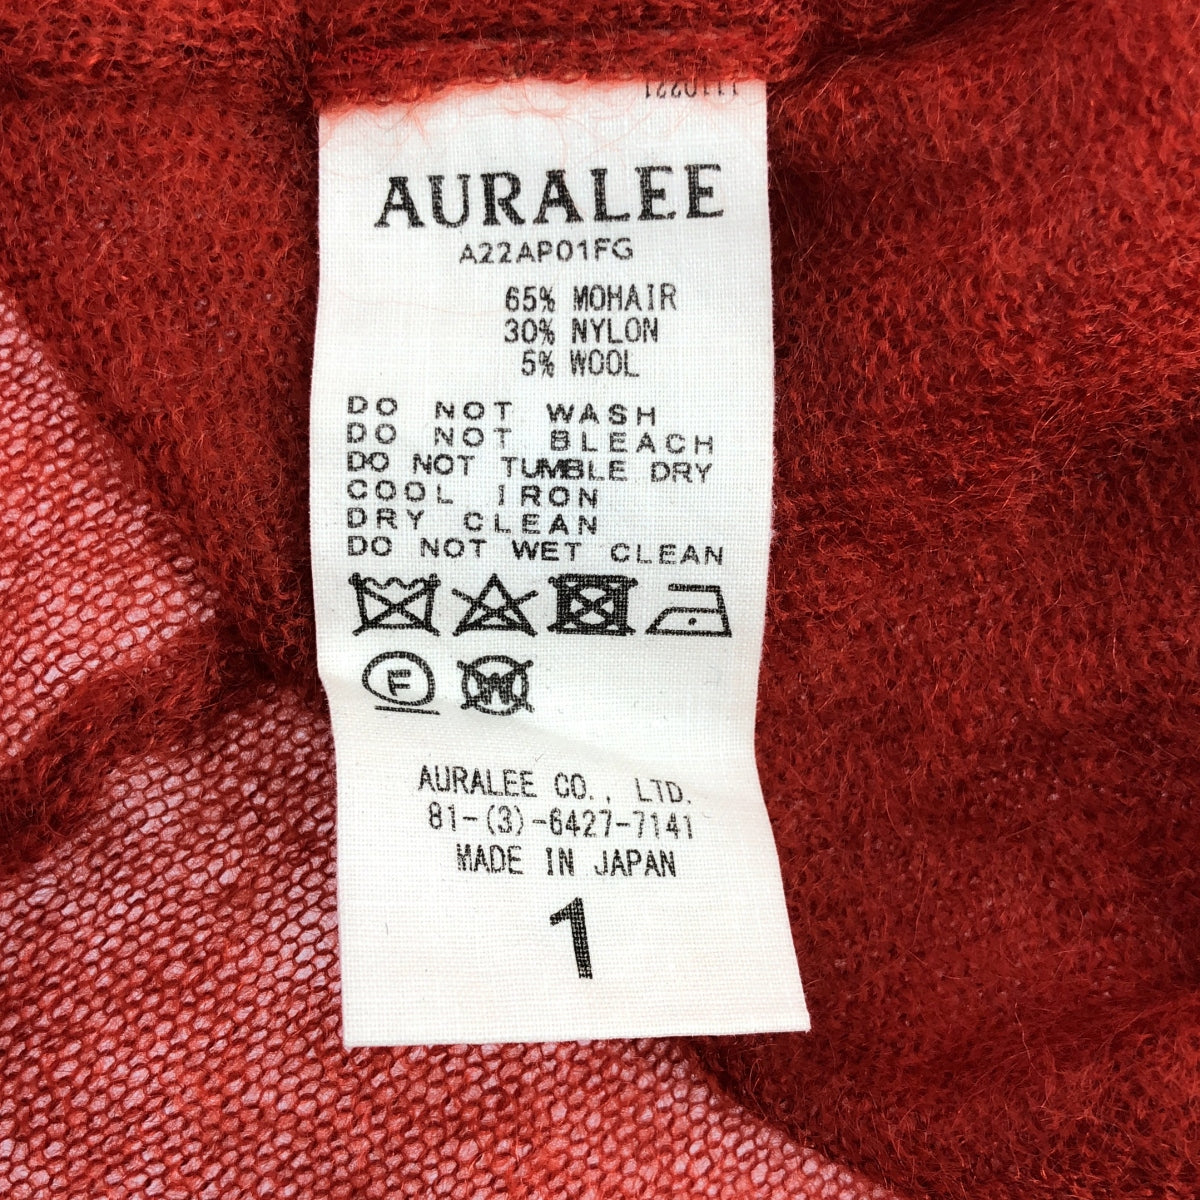 AURALEE
A22AP01FG
65% MOHAIR
30% NYLON
5% WOOL
DO NOT WASH
DO NOT BLEACH
DO NOT TUMBLE DRY
COOL IRON
DRY CLEAN
DO NOT WET CLEAN
F W
AURALEE CO., LTD.
81-(3)-6427-7141
MADE IN JAPAN
1